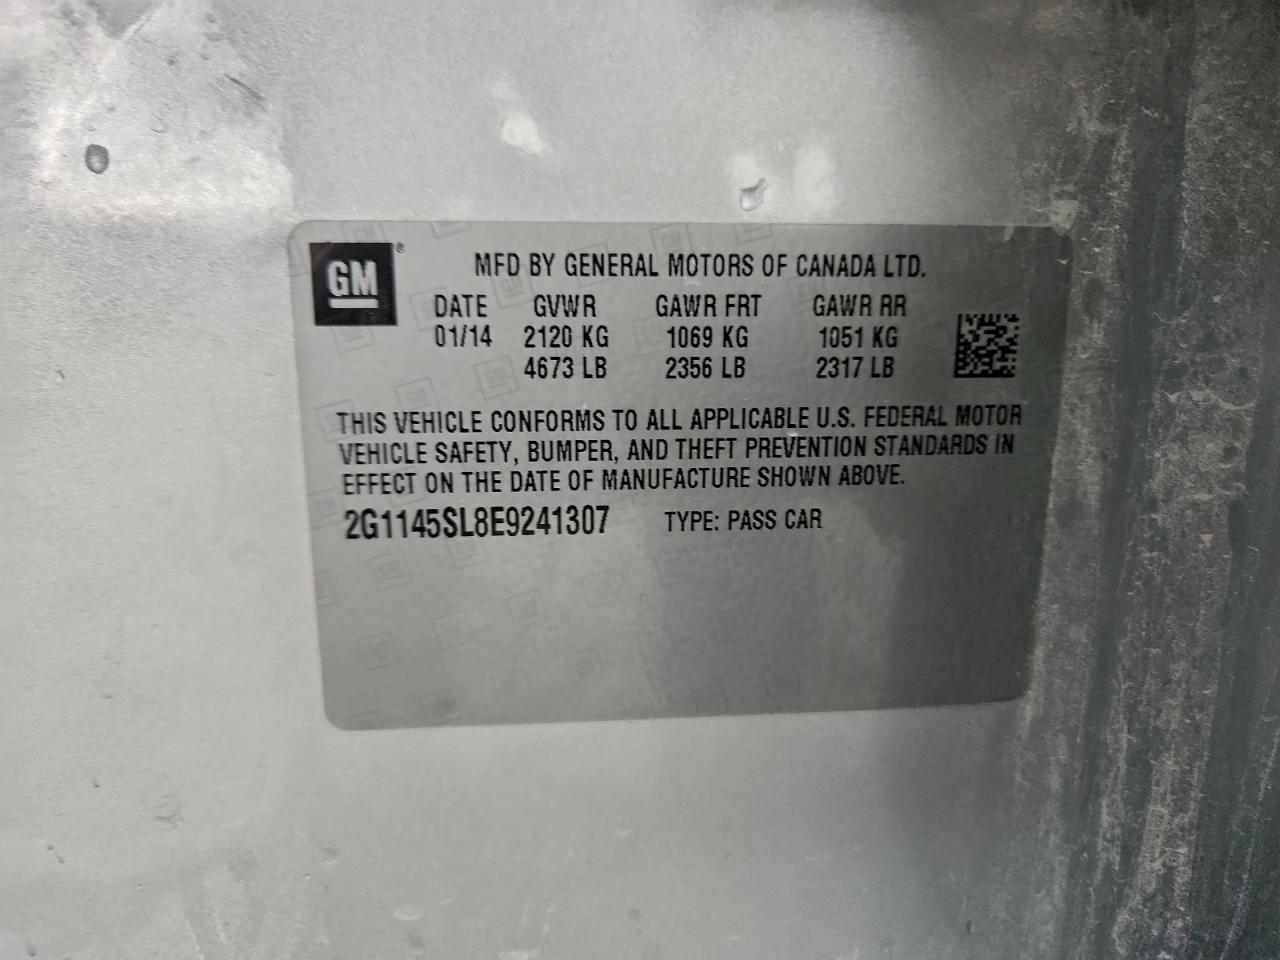 GM
®
MFD BY GENERAL MOTORS OF CANADA LTD.
DATE GVWR GAWR FRT GAWR RR
01/14 2120 KG 1069 KG 1051 KG
4673 LB 2356 LB 2317 LB
THIS VEHICLE CONFORMS TO ALL APPLICABLE U.S. FEDERAL MOTOR
VEHICLE SAFETY, BUMPER, AND THEFT PREVENTION STANDARDS IN
EFFECT ON THE DATE OF MANUFACTURE SHOWN ABOVE.
2G1145SL8E9241307 TYPE: PASS CAR